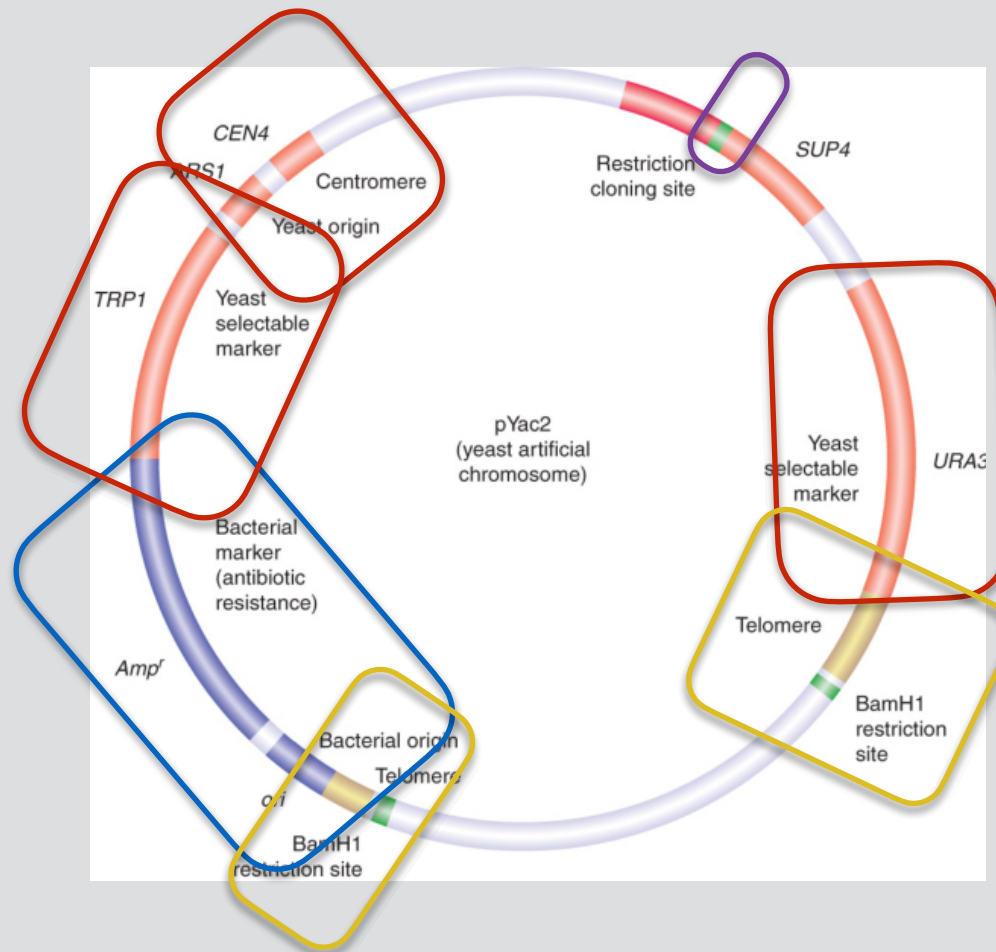 CEN4
ARS1
Centromere
Yeast origin
TRP1
Yeast
selectable
marker
Restriction
cloning site
SUP4
pYac2
(yeast artificial
chromosome)
Yeast
selectable
marker
URA3
Bacterial
marker
(antibiotic
resistance)
Ampʳ
Telomere
BamH1
restriction
site
Bacterial origin
Telomere
ori
BamH1
restriction site